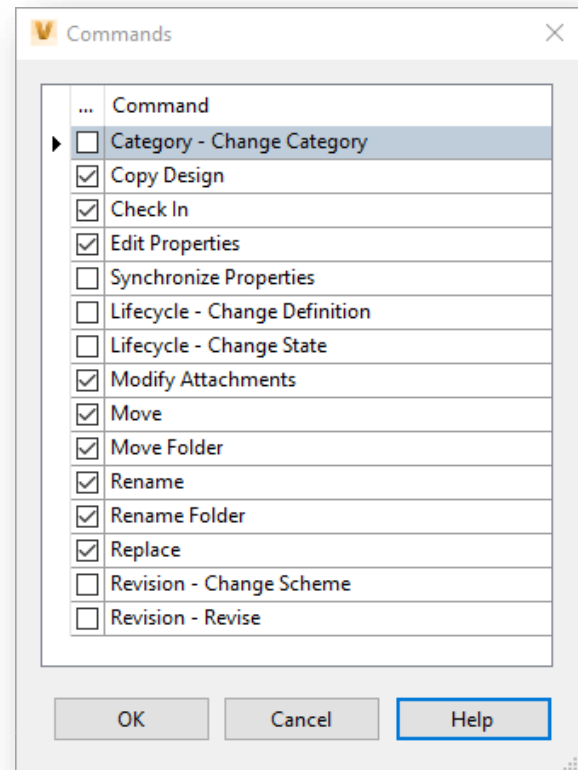 Commands
... Command
Category - Change Category
Copy Design
Check In
Edit Properties
Synchronize Properties
Lifecycle - Change Definition
Lifecycle - Change State
Modify Attachments
Move
Move Folder
Rename
Rename Folder
Replace
Revision - Change Scheme
Revision - Revise
OK Cancel Help